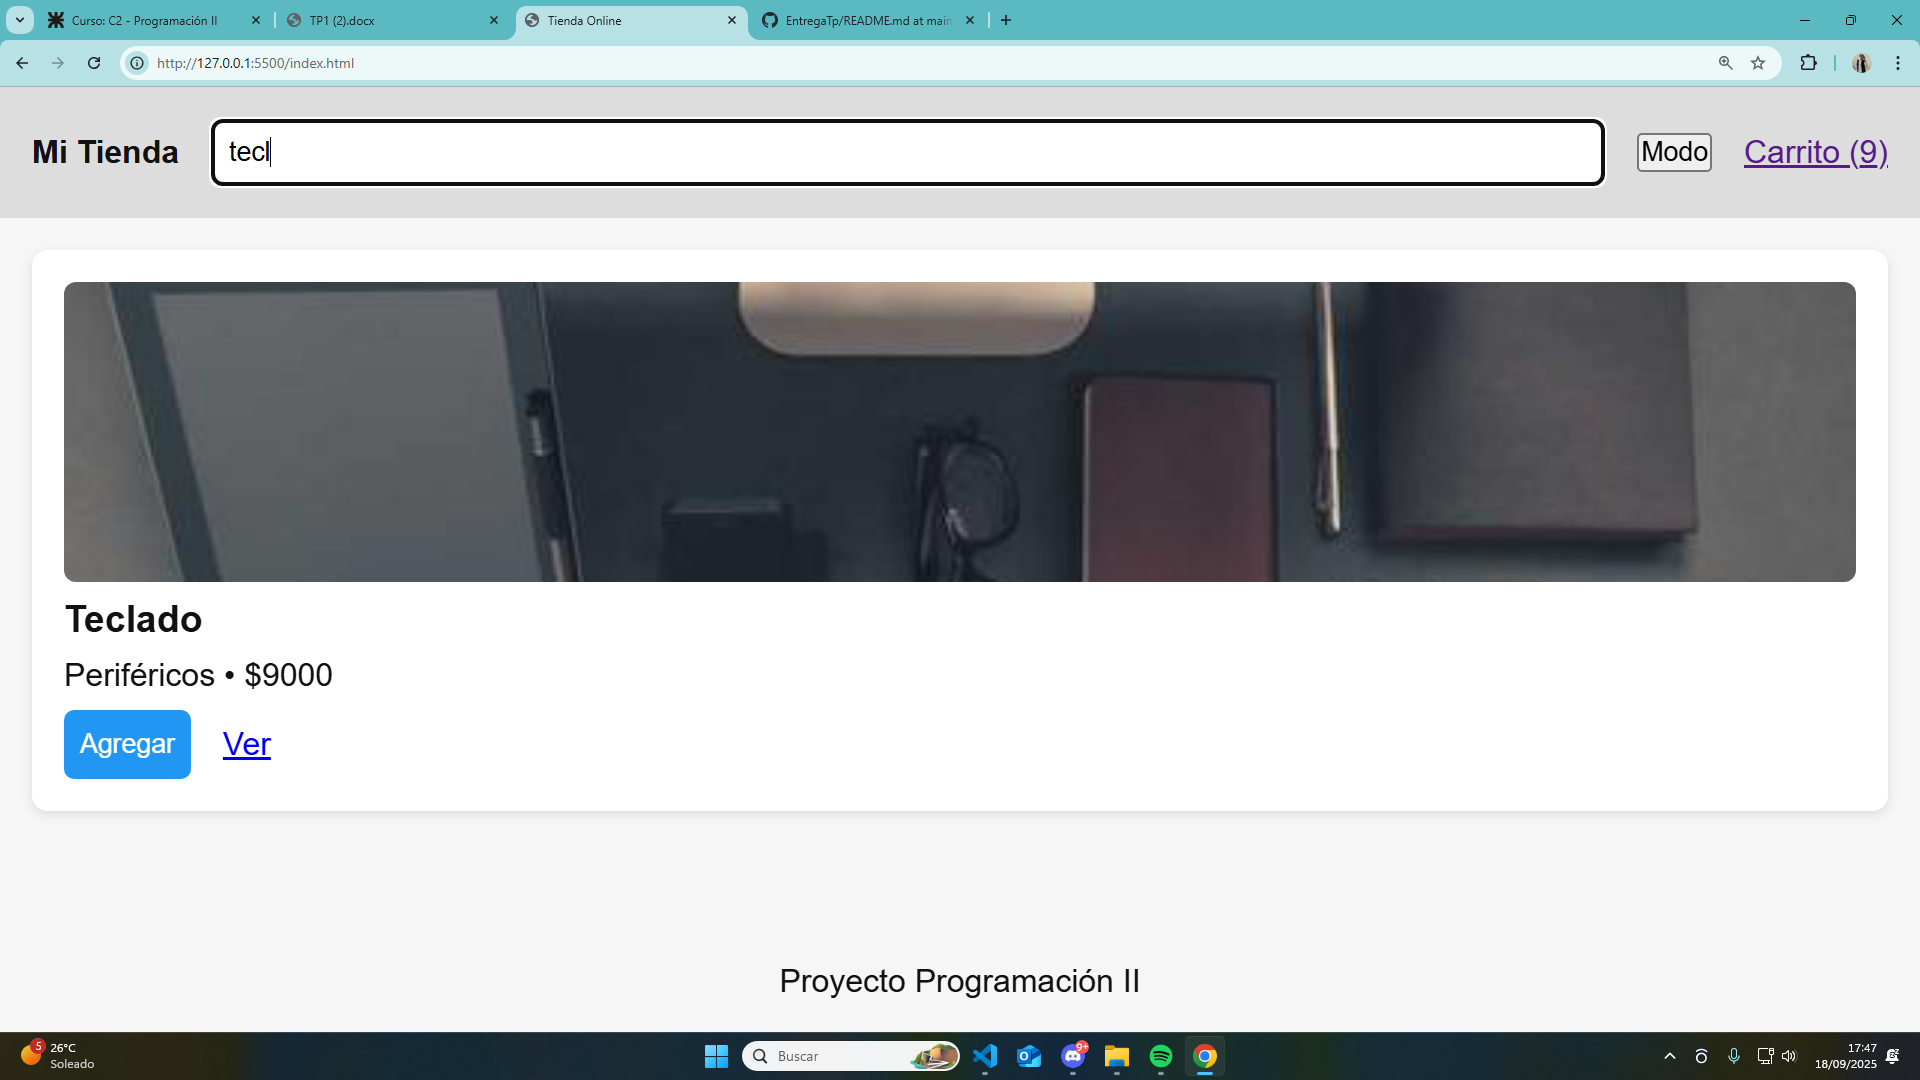 Curso: C2 - Programación II
TP1 (2).docx
Tienda Online
EntregaTp/README.md at main
http://127.0.0.1:5500/index.html
Mi Tienda
tecl
Modo
Carrito (9)
Teclado
Periféricos • $9000
Agregar
Ver
Proyecto Programación II
5
26°C
Soleado
Buscar
9+
17:47
18/09/2025